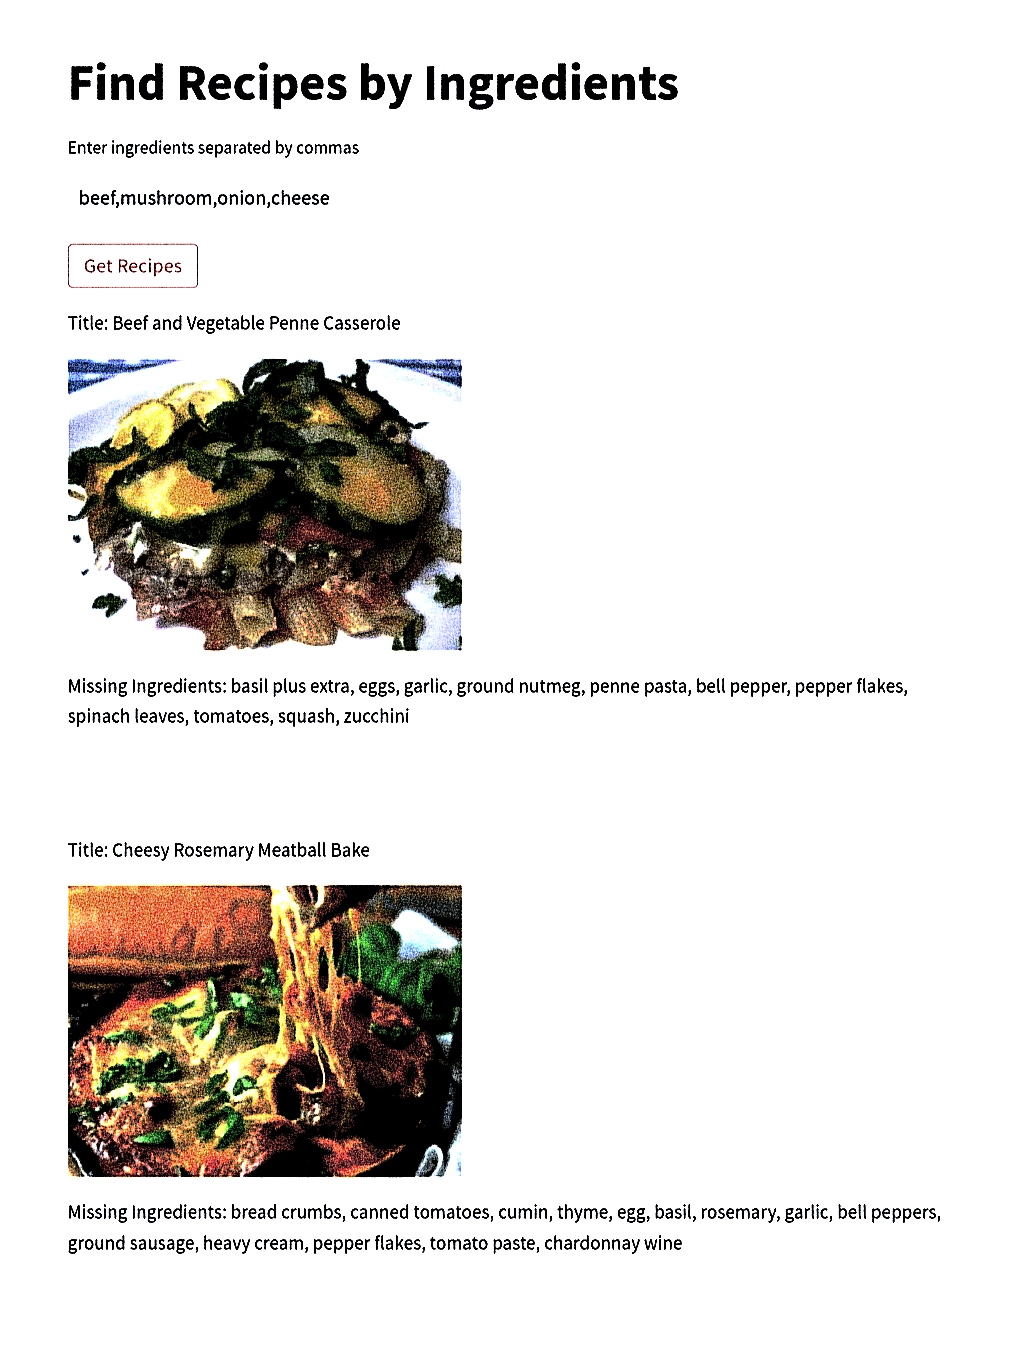 Find Recipes by Ingredients
Enter ingredients separated by commas
beef,mushroom,onion,cheese
Get Recipes
Title: Beef and Vegetable Penne Casserole
Missing Ingredients: basil plus extra, eggs, garlic, ground nutmeg, penne pasta, bell pepper, pepper flakes,
spinach leaves, tomatoes, squash, zucchini
Title: Cheesy Rosemary Meatball Bake
Missing Ingredients: bread crumbs, canned tomatoes, cumin, thyme, egg, basil, rosemary, garlic, bell peppers,
ground sausage, heavy cream, pepper flakes, tomato paste, chardonnay wine